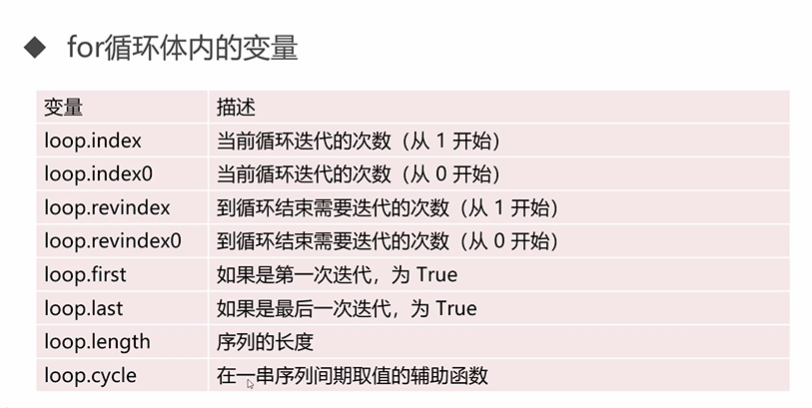 for循环体内的变量
变量 描述
loop.index 当前循环迭代的次数（从 1 开始）
loop.index0 当前循环迭代的次数（从 0 开始）
loop.revindex 到循环结束需要迭代的次数（从 1 开始）
loop.revindex0 到循环结束需要迭代的次数（从 0 开始）
loop.first 如果是第一次迭代，为 True
loop.last 如果是最后一次迭代，为 True
loop.length 序列的长度
loop.cycle 在一串序列间期取值的辅助函数